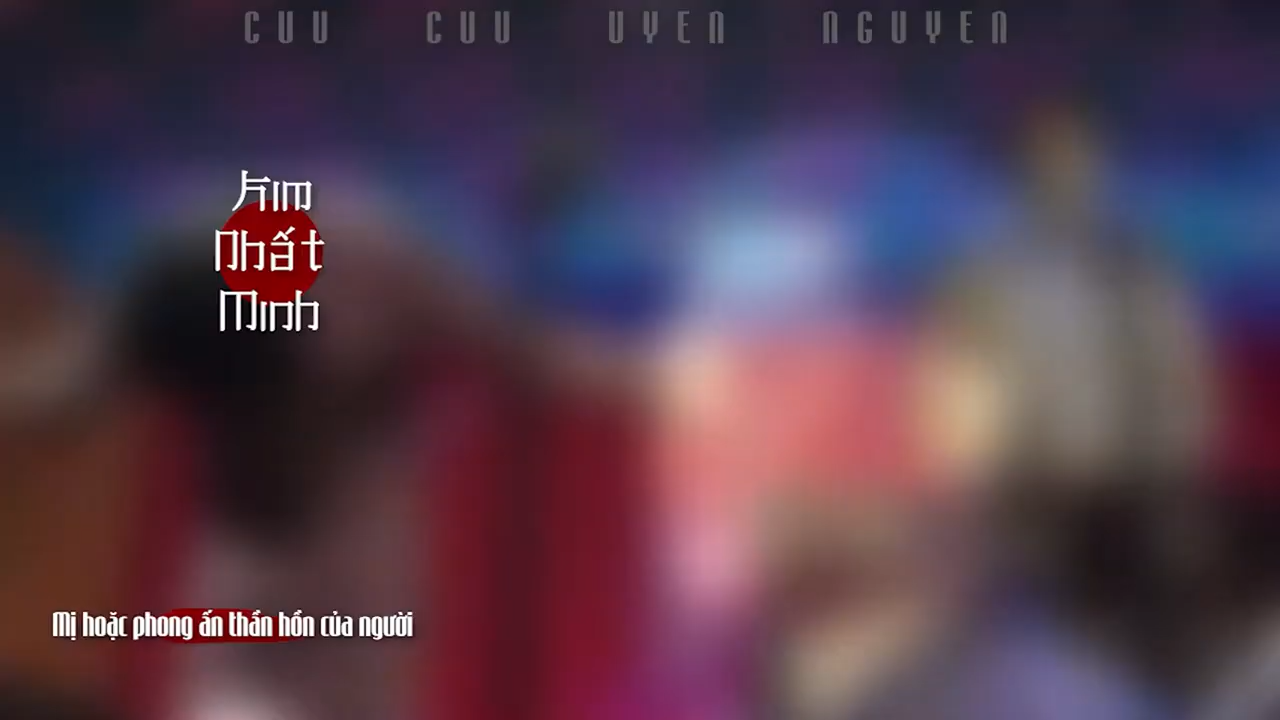 CUU CUU UYEN NGUYEN
Kim
Nhất
Minh
Mị hoặc phong ấn thần hồn của người